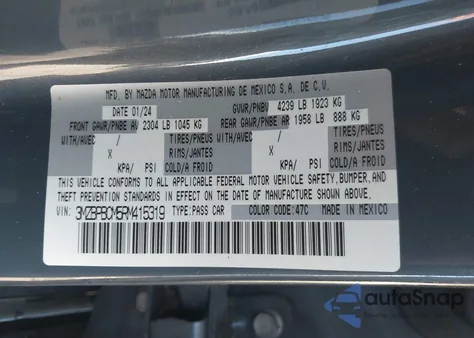 MFD. BY MAZDA MOTOR MANUFACTURING DE MEXICO S.A. DE C.V.
DATE 01/24 GVWR/PNBV 4239 LB 1923 KG
FRONT GAWR/PNBE AV 2304 LB 1045 KG REAR GAWR/PNBE AR 1958 LB 888 KG
WITH/AVEC / TIRES/PNEUS WITH/AVEC / TIRES/PNEUS
X RIMS/JANTES X RIMS/JANTES
KPA/ PSI COLD/A FROID KPA/ PSI COLD/A FROID
THIS VEHICLE CONFORMS TO ALL APPLICABLE FEDERAL MOTOR VEHICLE SAFETY, BUMPER, AND
THEFT PREVENTION STANDARDS IN EFFECT ON THE DATE OF MANUFACTURE SHOWN ABOVE.
VIN: 3MZBPBCM5RM415319 TYPE: PASS CAR COLOR CODE: 47C MADE IN MEXICO
autoSnap